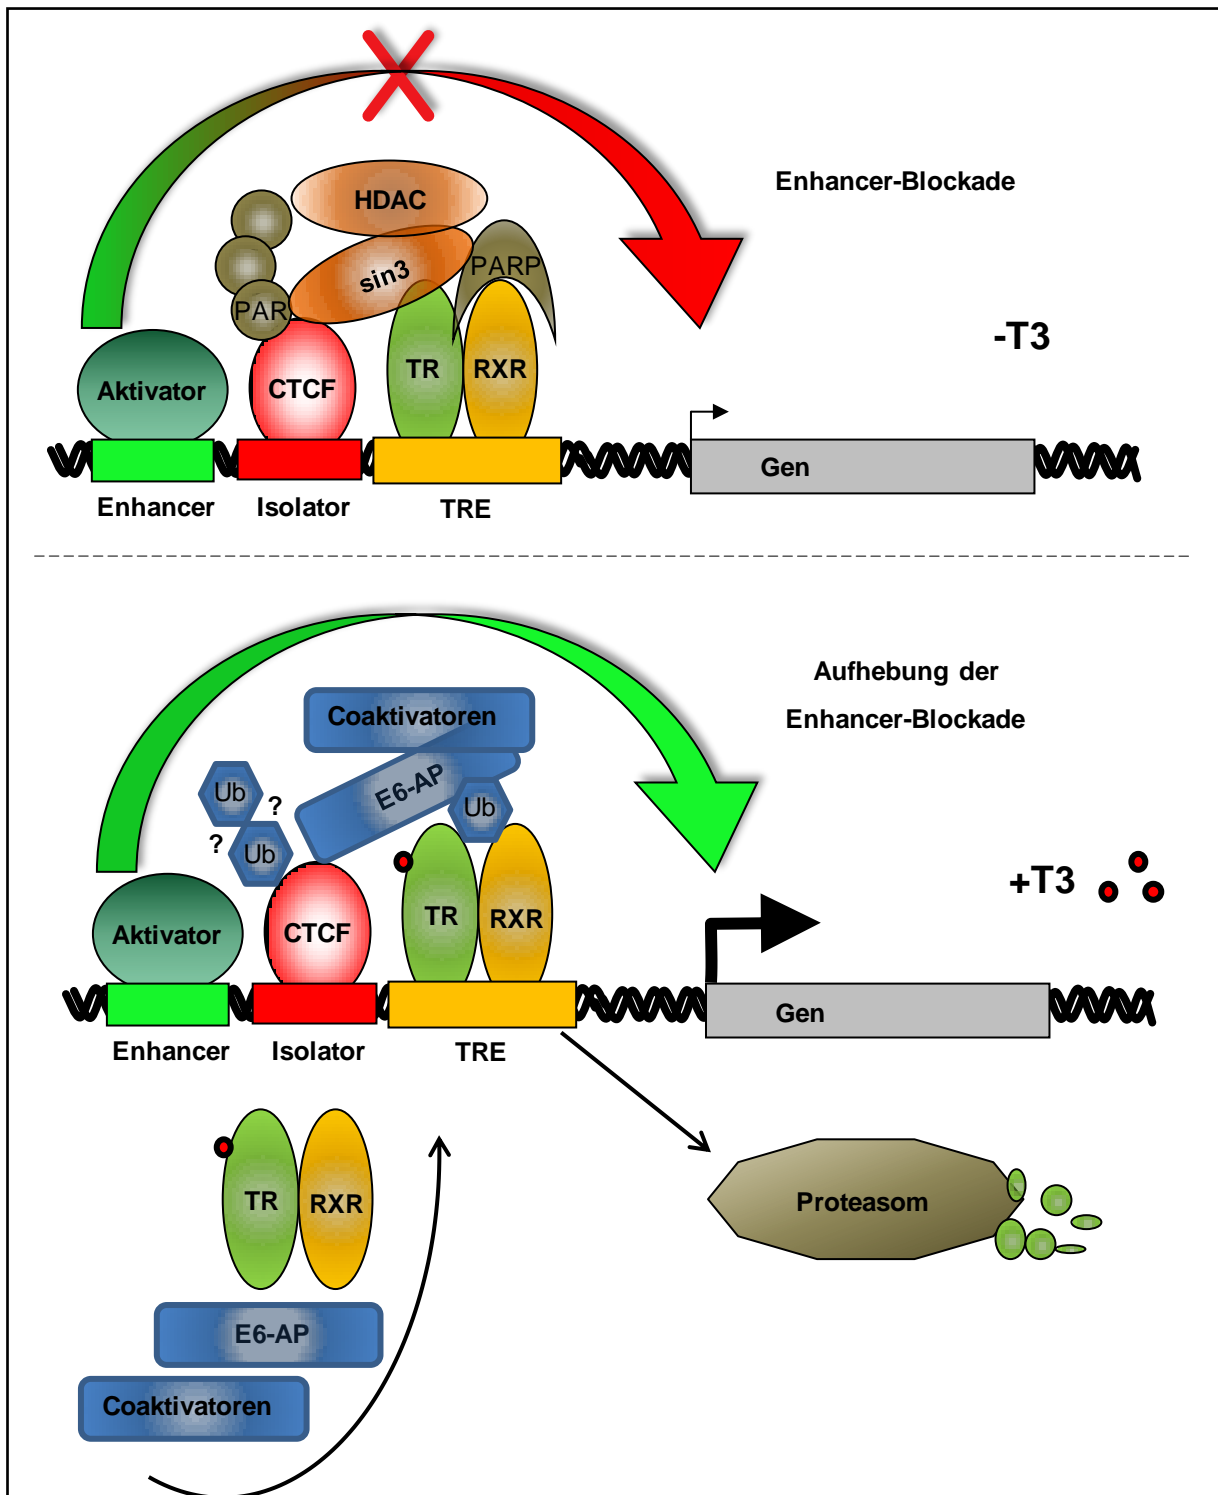 Enhancer-Blockade
HDAC
sin3
PARP
PAR
-T3
TR
RXR
CTCF
Aktivator
Gen
Enhancer
Isolator
TRE
Aufhebung der
Enhancer-Blockade
Coaktivatoren
E6-AP
Ub
?
Ub
?
Ub
+T3
TR
RXR
CTCF
Aktivator
Gen
Enhancer
Isolator
TRE
TR
RXR
Proteasom
E6-AP
Coaktivatoren